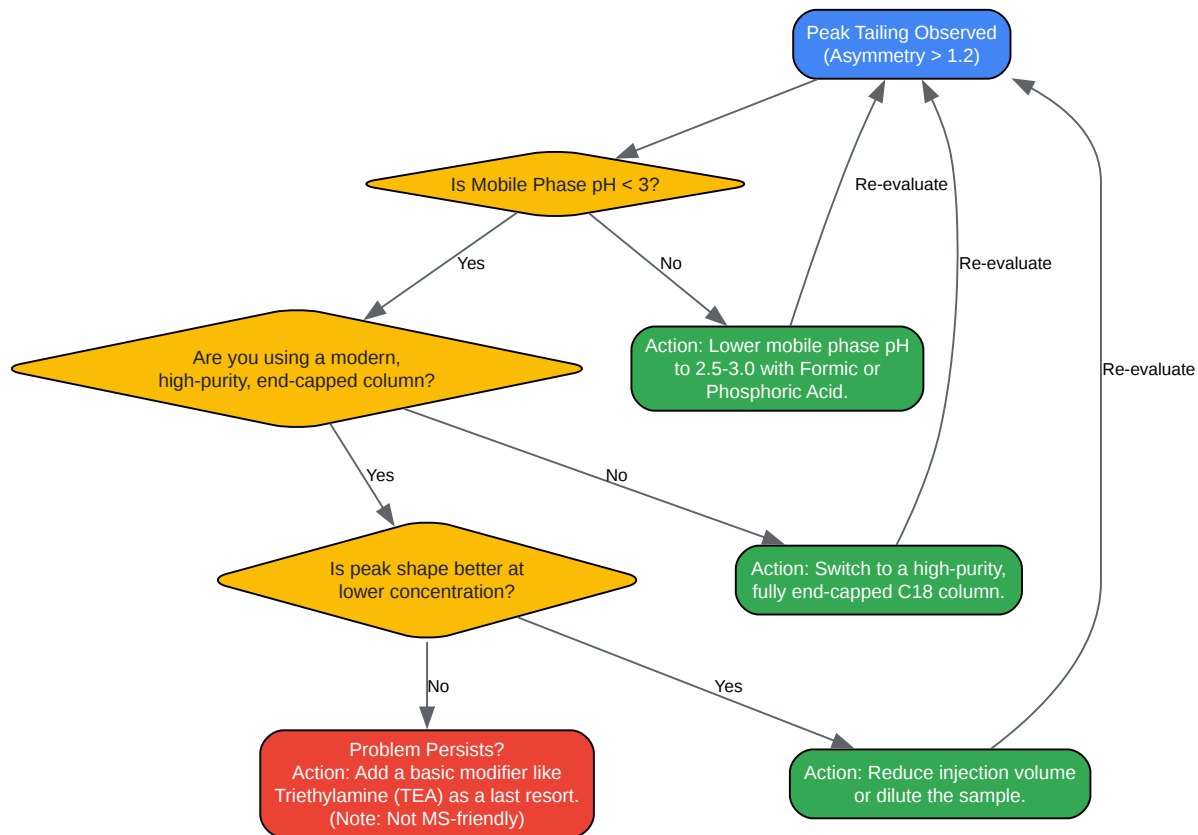 Peak Tailing Observed
(Asymmetry > 1.2)
Is Mobile Phase pH < 3?
Re-evaluate
Yes
No
Re-evaluate
Are you using a modern,
high-purity, end-capped column?
Action: Lower mobile phase pH
to 2.5-3.0 with Formic or
Phosphoric Acid.
Re-evaluate
Yes
No
Is peak shape better at
lower concentration?
Action: Switch to a high-purity,
fully end-capped C18 column.
No
Yes
Problem Persists?
Action: Add a basic modifier like
Triethylamine (TEA) as a last resort.
(Note: Not MS-friendly)
Action: Reduce injection volume
or dilute the sample.